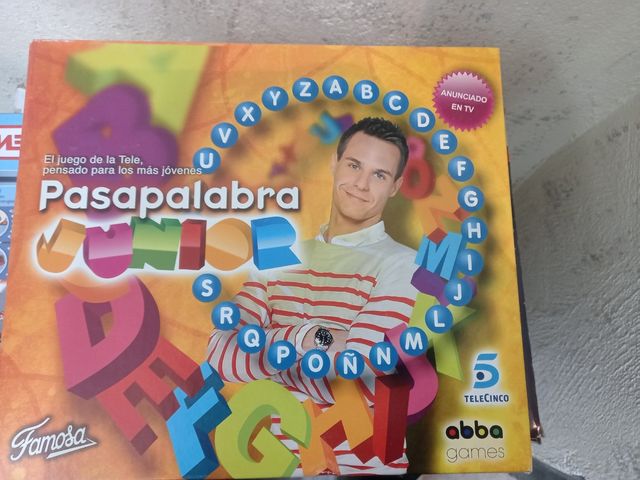 ANUNCIADO
EN TV
El juego de la Tele,
pensado para los más jóvenes
Pasapalabra
JUNIOR
A
B
C
D
E
F
G
H
I
J
L
M
N
Ñ
O
P
Q
R
S
U
V
X
Y
Z
5
TELECINCO
Famosa
abba
games